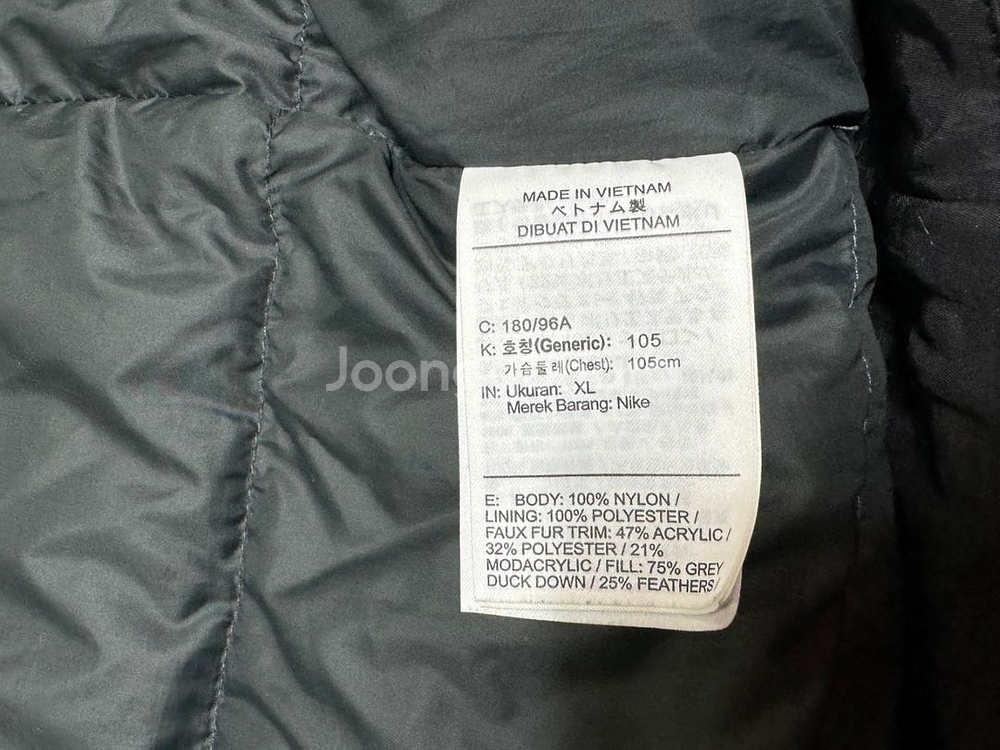 MADE IN VIETNAM
ベトナム製
DIBUAT DI VIETNAM
C: 180/96A
K: 호칭(Generic): 105
가슴둘레(Chest): 105cm
IN: Ukuran: XL
Merek Barang: Nike
E: BODY: 100% NYLON /
LINING: 100% POLYESTER /
FAUX FUR TRIM: 47% ACRYLIC /
32% POLYESTER / 21%
MODACRYLIC / FILL: 75% GREY
DUCK DOWN / 25% FEATHERS/
Joong